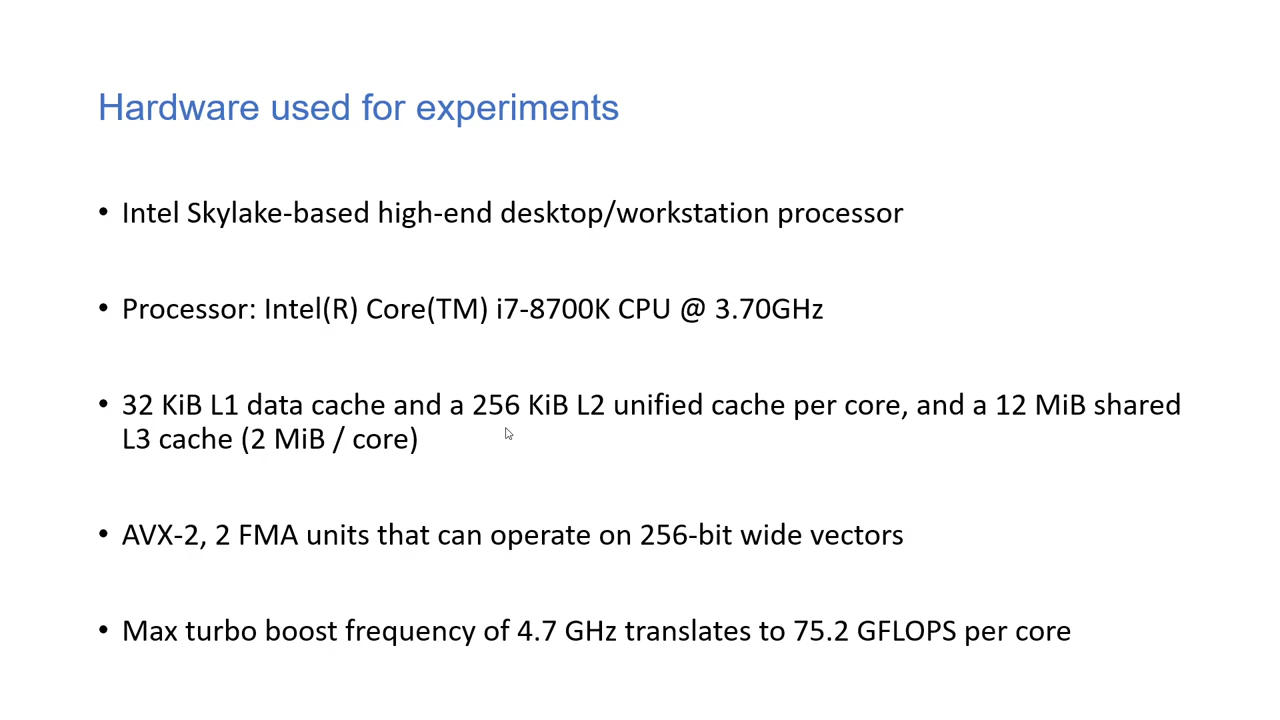 Hardware used for experiments
• Intel Skylake-based high-end desktop/workstation processor
• Processor: Intel(R) Core(TM) i7-8700K CPU @ 3.70GHz
• 32 KiB L1 data cache and a 256 KiB L2 unified cache per core, and a 12 MiB shared
L3 cache (2 MiB / core)
• AVX-2, 2 FMA units that can operate on 256-bit wide vectors
• Max turbo boost frequency of 4.7 GHz translates to 75.2 GFLOPS per core